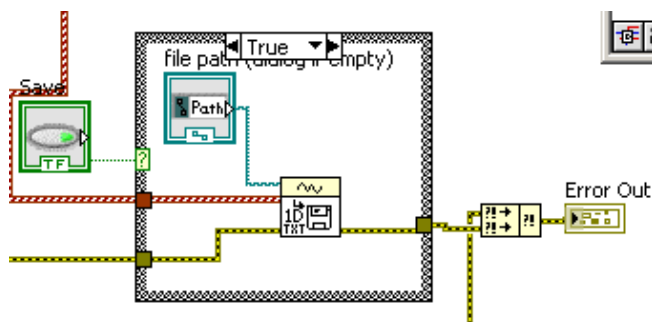 True
file path (dialog if empty)
Save
Path
TF
?
1D
TXT
?!
?!
?!
Error Out